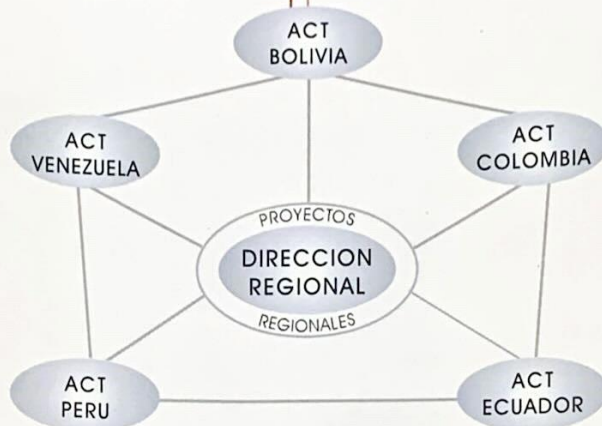 ACT
BOLIVIA
ACT
VENEZUELA
ACT
COLOMBIA
PROYECTOS
DIRECCION
REGIONAL
REGIONALES
ACT
PERU
ACT
ECUADOR